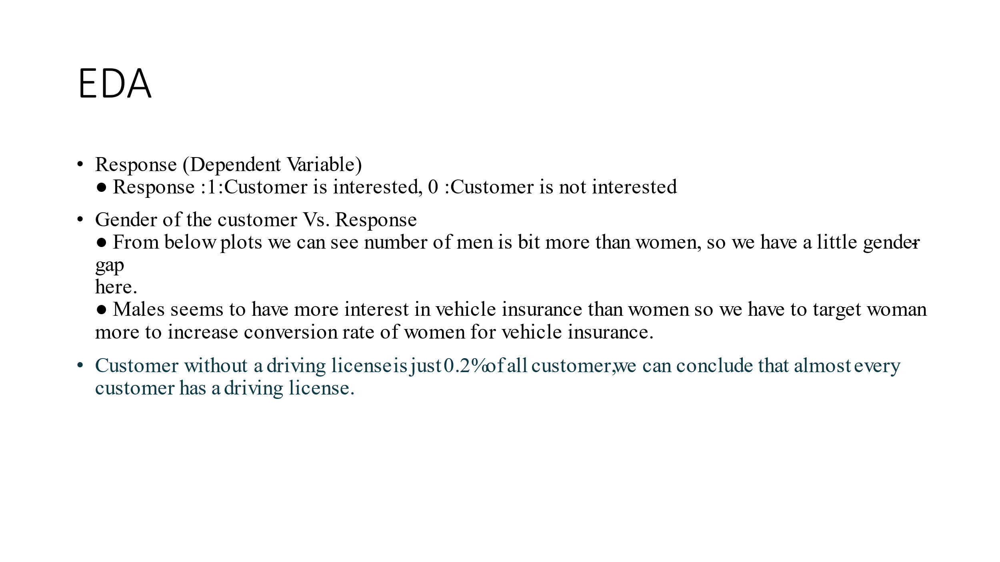 EDA
• Response (Dependent Variable)
● Response :1:Customer is interested, 0 :Customer is not interested
• Gender of the customer Vs. Response
● From below plots we can see number of men is bit more than women, so we have a little gender
gap
here.
● Males seems to have more interest in vehicle insurance than women so we have to target woman
more to increase conversion rate of women for vehicle insurance.
• Customer without a driving license is just 0.2% of all customer,we can conclude that almost every
customer has a driving license.